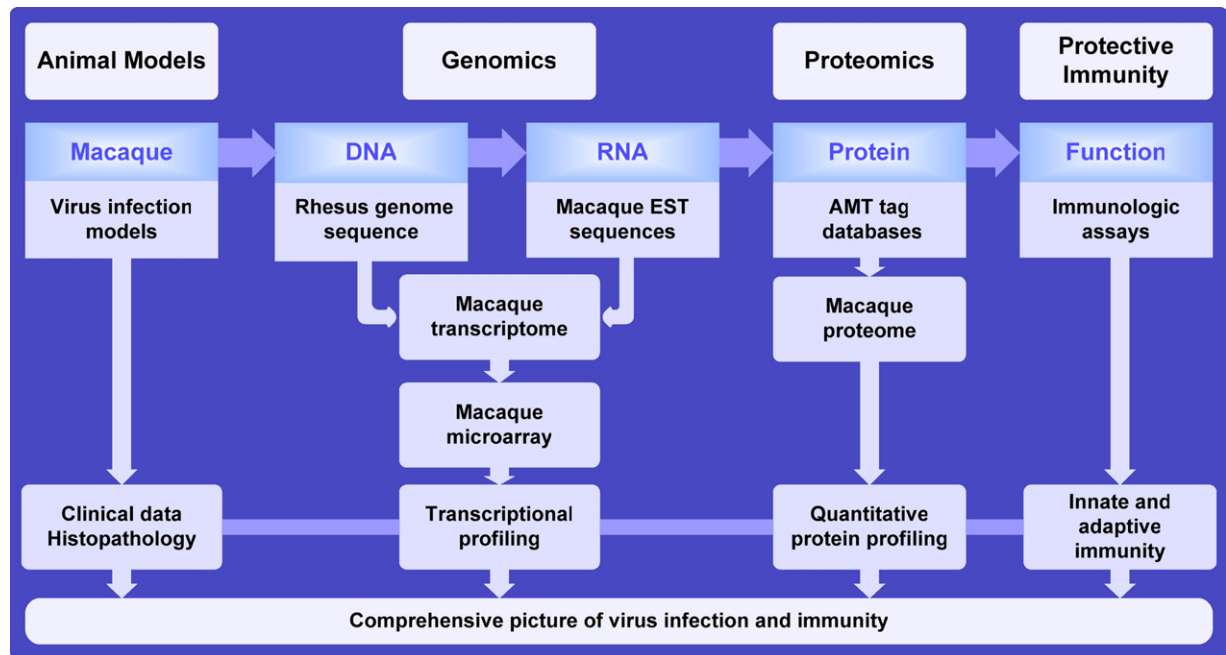 Animal Models
Genomics
Proteomics
Protective
Immunity
Macaque
DNA
RNA
Protein
Function
Virus infection
models
Rhesus genome
sequence
Macaque EST
sequences
AMT tag
databases
Immunologic
assays
Macaque
transcriptome
Macaque
proteome
Macaque
microarray
Clinical data
Histopathology
Transcriptional
profiling
Quantitative
protein profiling
Innate and
adaptive
immunity
Comprehensive picture of virus infection and immunity